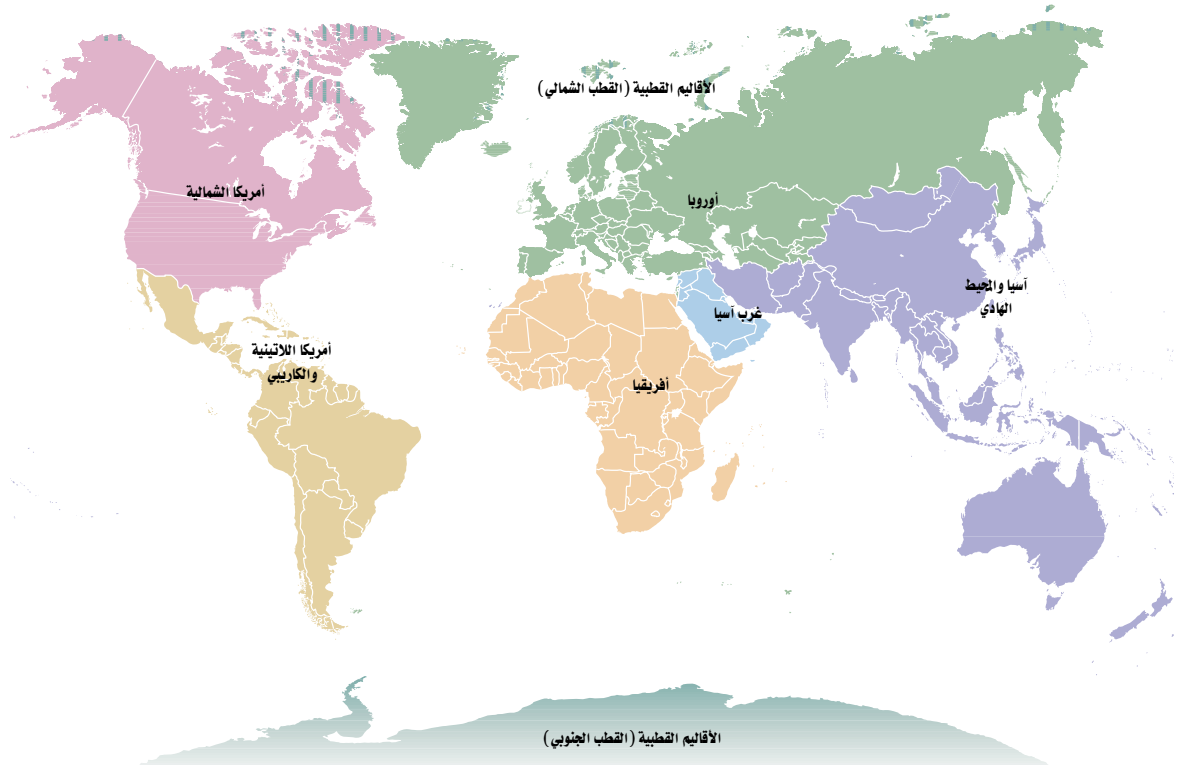 الأقاليم القطبية (القطب الشمالي)
أمريكا الشمالية
أوروبا
آسيا والمحيط
الهادي
غرب آسيا
أمريكا اللاتينية
والكاريبي
أفريقيا
الأقاليم القطبية (القطب الجنوبي)